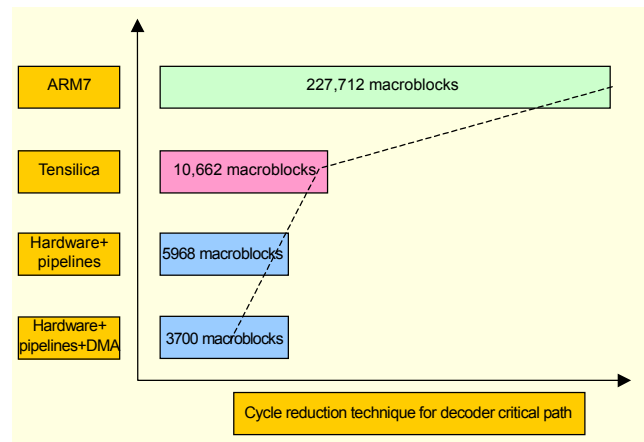 ARM7
227,712 macroblocks
Tensilica
10,662 macroblocks
Hardware+
pipelines
5968 macroblocks
Hardware+
pipelines+DMA
3700 macroblocks
Cycle reduction technique for decoder critical path